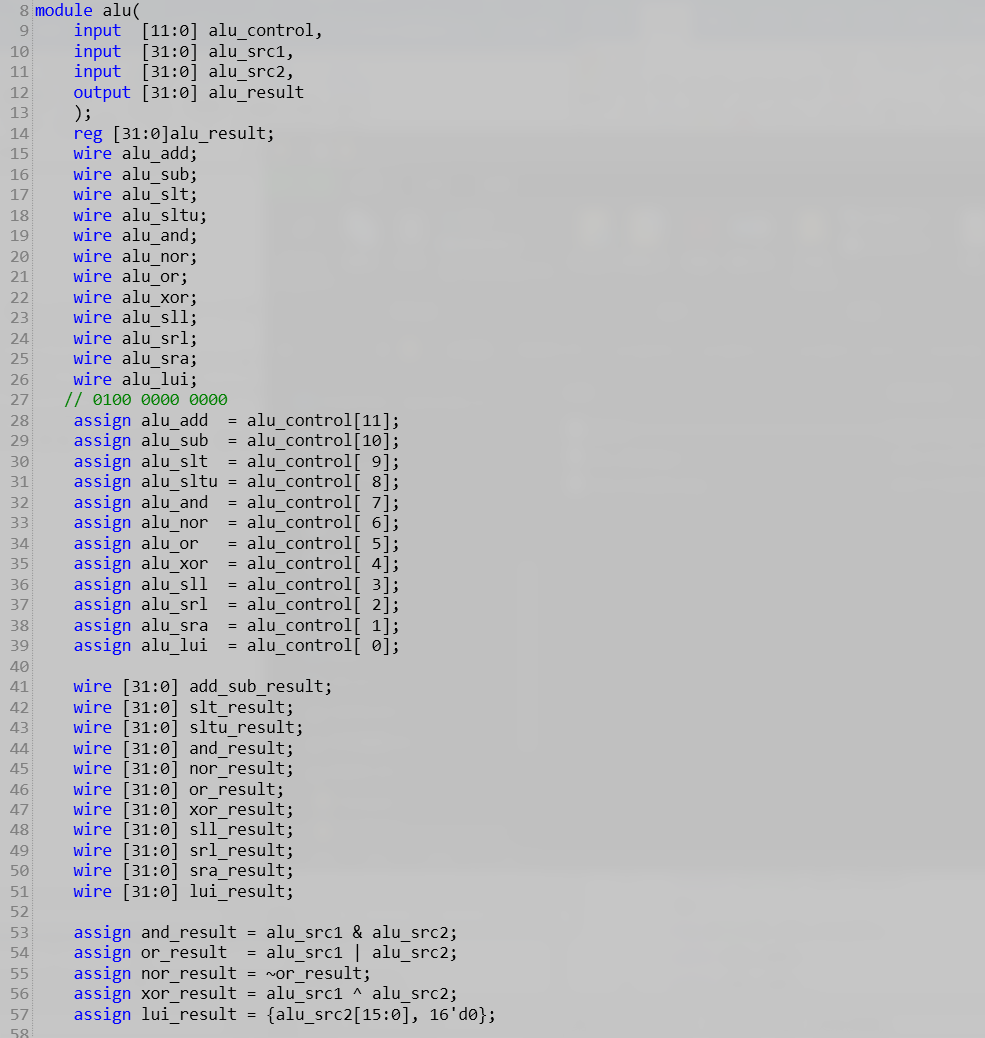 8 module alu(
9     input  [11:0] alu_control,
10     input  [31:0] alu_src1,
11     input  [31:0] alu_src2,
12     output [31:0] alu_result
13     );
14     reg [31:0]alu_result;
15     wire alu_add;
16     wire alu_sub;
17     wire alu_slt;
18     wire alu_sltu;
19     wire alu_and;
20     wire alu_nor;
21     wire alu_or;
22     wire alu_xor;
23     wire alu_sll;
24     wire alu_srl;
25     wire alu_sra;
26     wire alu_lui;
27    // 0100 0000 0000
28     assign alu_add  = alu_control[11];
29     assign alu_sub  = alu_control[10];
30     assign alu_slt  = alu_control[ 9];
31     assign alu_sltu = alu_control[ 8];
32     assign alu_and  = alu_control[ 7];
33     assign alu_nor  = alu_control[ 6];
34     assign alu_or   = alu_control[ 5];
35     assign alu_xor  = alu_control[ 4];
36     assign alu_sll  = alu_control[ 3];
37     assign alu_srl  = alu_control[ 2];
38     assign alu_sra  = alu_control[ 1];
39     assign alu_lui  = alu_control[ 0];
40
41     wire [31:0] add_sub_result;
42     wire [31:0] slt_result;
43     wire [31:0] sltu_result;
44     wire [31:0] and_result;
45     wire [31:0] nor_result;
46     wire [31:0] or_result;
47     wire [31:0] xor_result;
48     wire [31:0] sll_result;
49     wire [31:0] srl_result;
50     wire [31:0] sra_result;
51     wire [31:0] lui_result;
52
53     assign and_result = alu_src1 & alu_src2;
54     assign or_result  = alu_src1 | alu_src2;
55     assign nor_result = ~or_result;
56     assign xor_result = alu_src1 ^ alu_src2;
57     assign lui_result = {alu_src2[15:0], 16'd0};
58